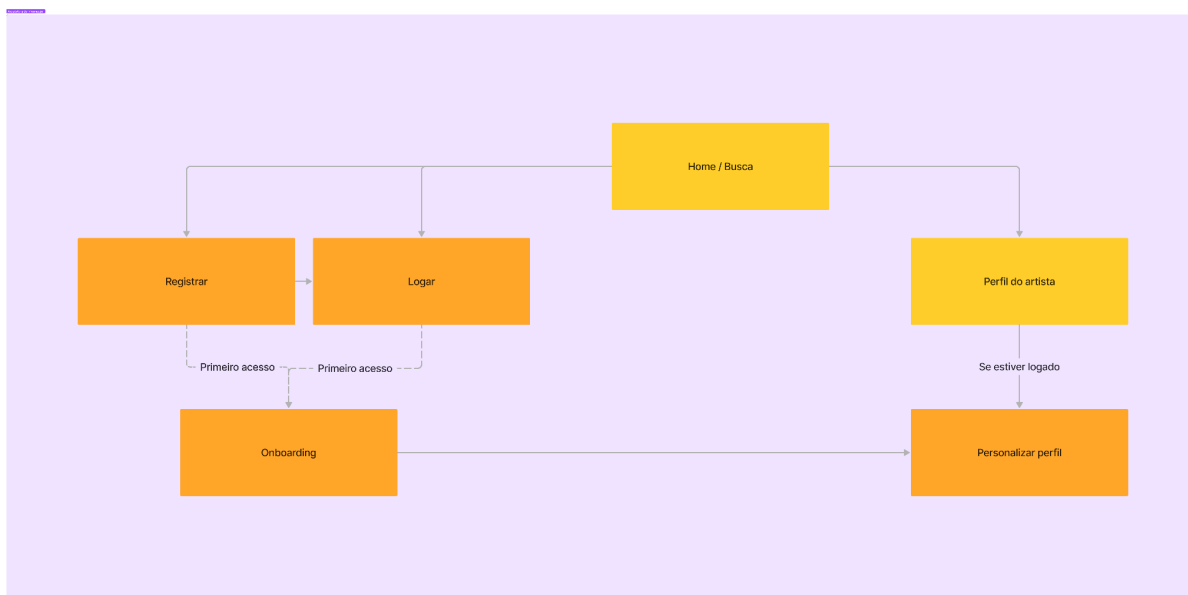 Home / Busca
Registrar
Logar
Perfil do artista
Primeiro acesso
Primeiro acesso
Se estiver logado
Onboarding
Personalizar perfil